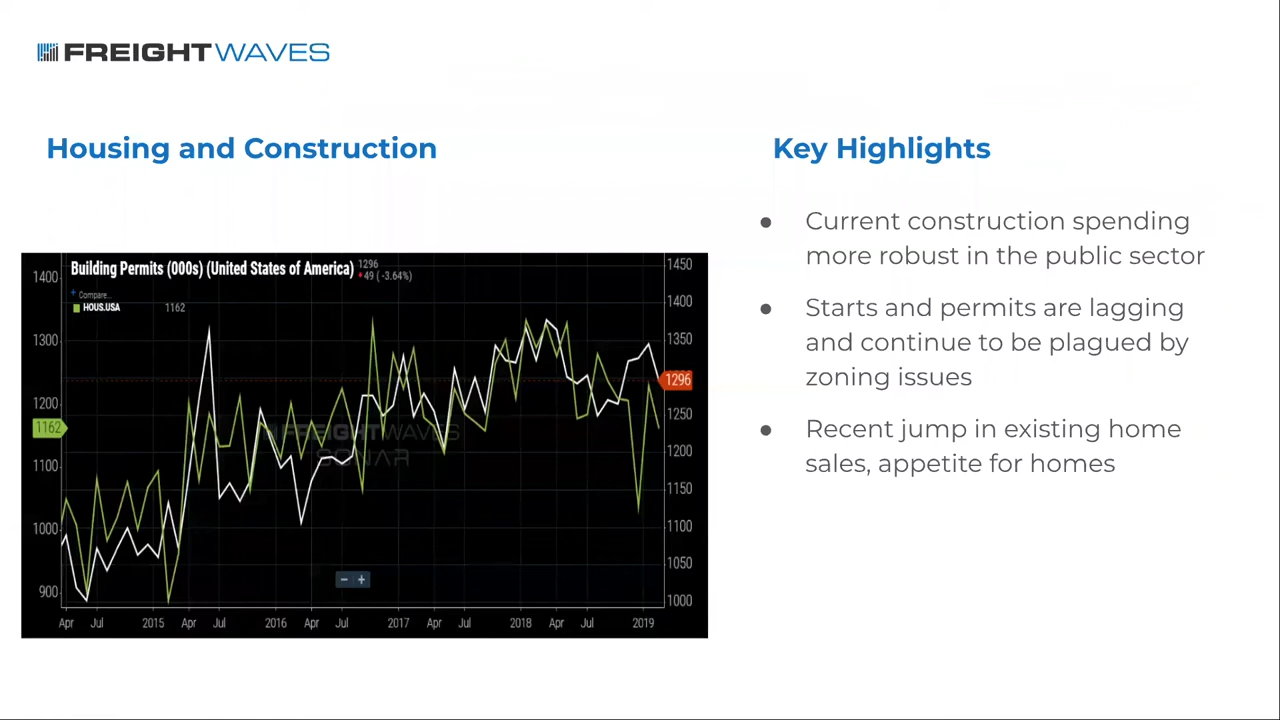 FREIGHTWAVES
Housing and Construction
Key Highlights
● Current construction spending
more robust in the public sector
● Starts and permits are lagging
and continue to be plagued by
zoning issues
● Recent jump in existing home
sales, appetite for homes
Building Permits (000s) (United States of America)
1296
49 ( -3.64%)
Compare...
HOUS.USA 1162
1400
1300
1200
1162
1100
1000
900
1450
1400
1350
1296
1250
1200
1150
1100
1050
1000
FREIGHTWAVES
SONAR
− +
Apr Jul 2015 Apr Jul 2016 Apr Jul 2017 Apr Jul 2018 Apr Jul 2019